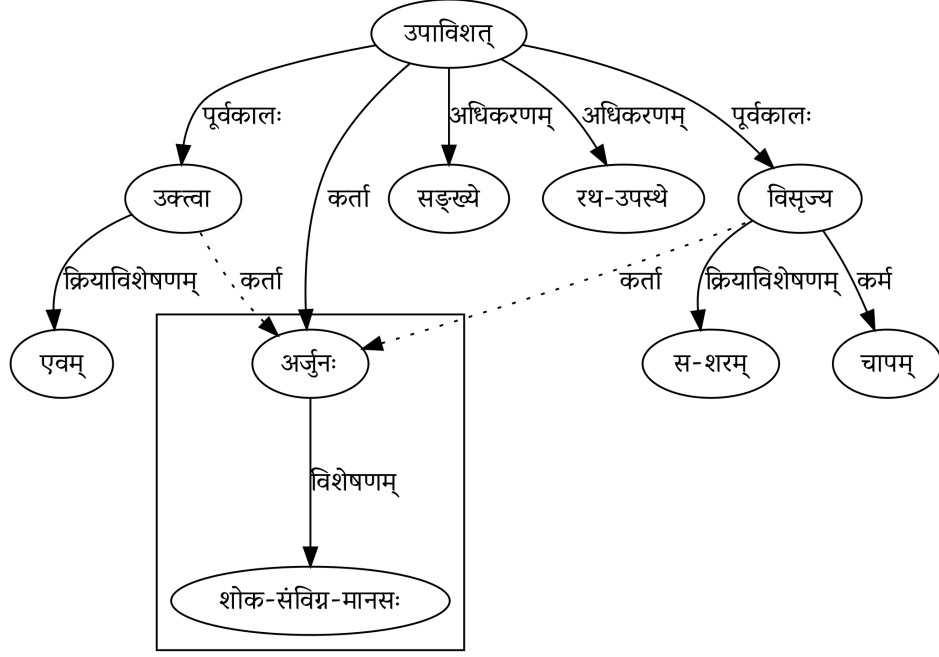 उपाविशत्
पूर्वकालः
कर्ता
अधिकरणम्
अधिकरणम्
पूर्वकालः
उक्त्वा
सङ्ख्ये
रथ-उपस्थे
विसृज्य
क्रियाविशेषणम्
कर्ता
कर्ता
क्रियाविशेषणम्
कर्म
एवम्
अर्जुनः
स-शरम्
चापम्
विशेषणम्
शोक-संविग्न-मानसः